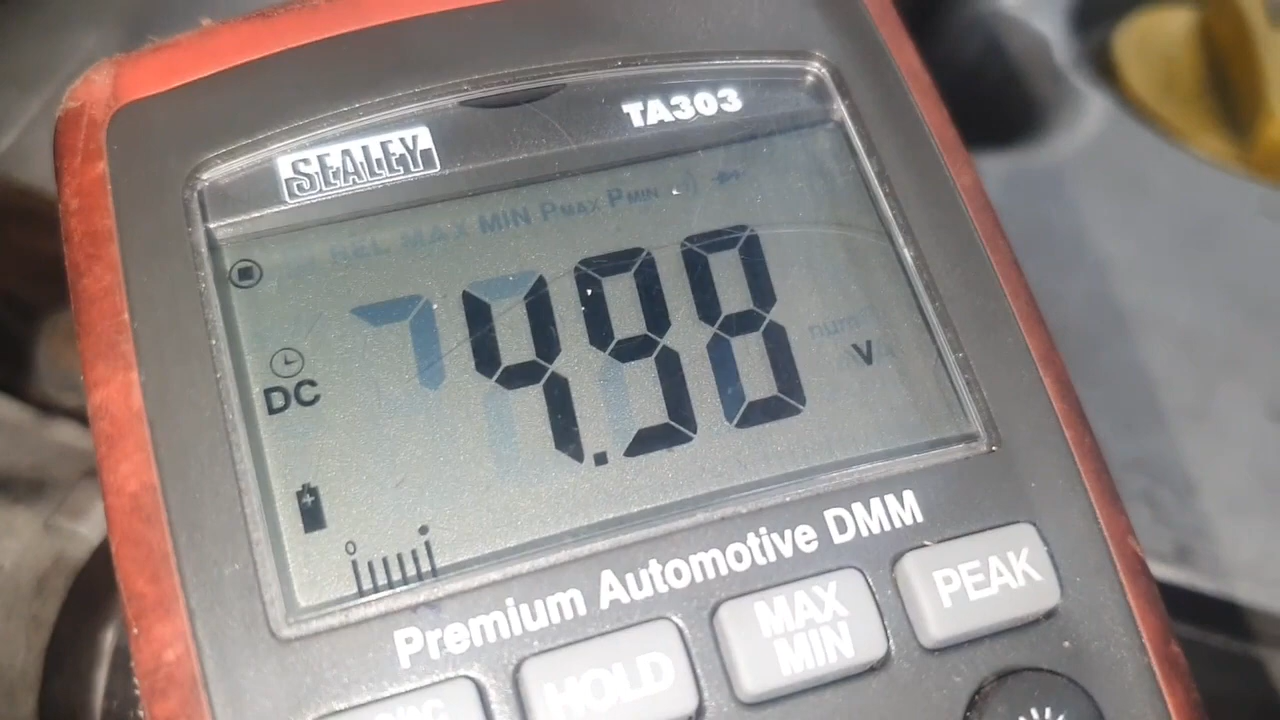 SEALEY
TA303
REL MAX MIN PMAX PMIN
DC
4.98
V
Premium Automotive DMM
HOLD
MAX
MIN
PEAK